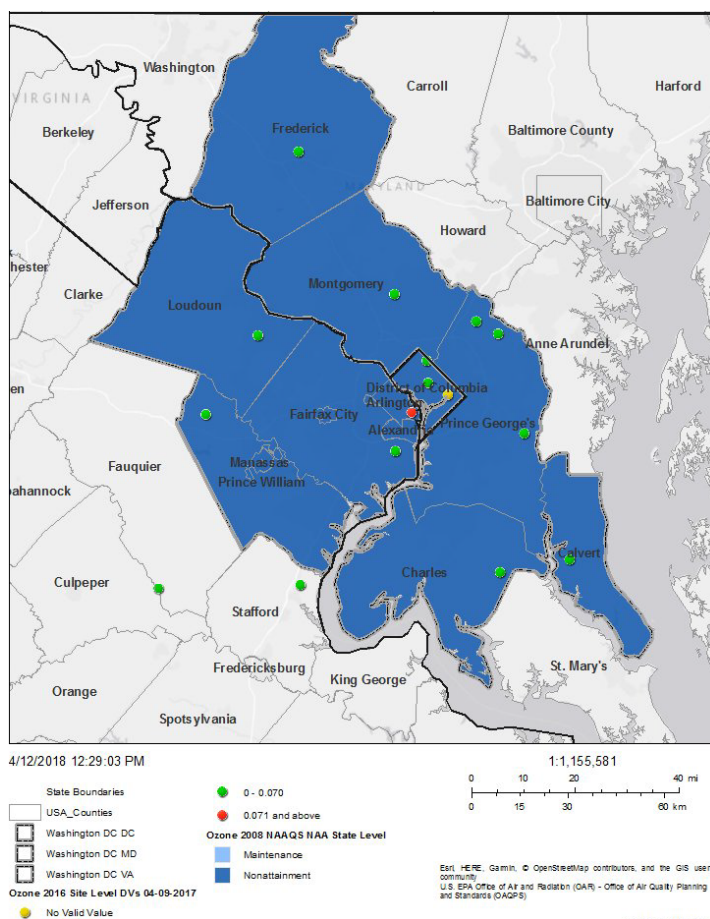 Washington
Carroll
Harford
VIRGINIA
Frederick
Baltimore County
Berkeley
MARYLAND
Baltimore City
Jefferson
Howard
chester
Clarke
Montgomery
Loudoun
Anne Arundel
District of Columbia
Arlington
Fairfax City
Prince George's
Manassas
Fauquier
Prince William
Calvert
Charles
Culpeper
Stafford
St. Mary's
Fredericksburg
King George
Orange
Spotsylvania
4/12/2018 12:29:03 PM
1:1,155,581
0 10 20 40 mi
0 15 30 60 km
State Boundaries
USA_Counties
Washington DC DC
Washington DC MD
Washington DC VA
Ozone 2016 Site Level DVs 04-09-2017
No Valid Value
0 - 0.070
0.071 and above
Ozone 2008 NAAQS NAA State Level
Maintenance
Nonattainment
Esri, HERE, Garmin, © OpenStreetMap contributors, and the GIS user
community
U.S. EPA Office of Air and Radiation (OAR) - Office of Air Quality Planning
and Standards (OAQPS)